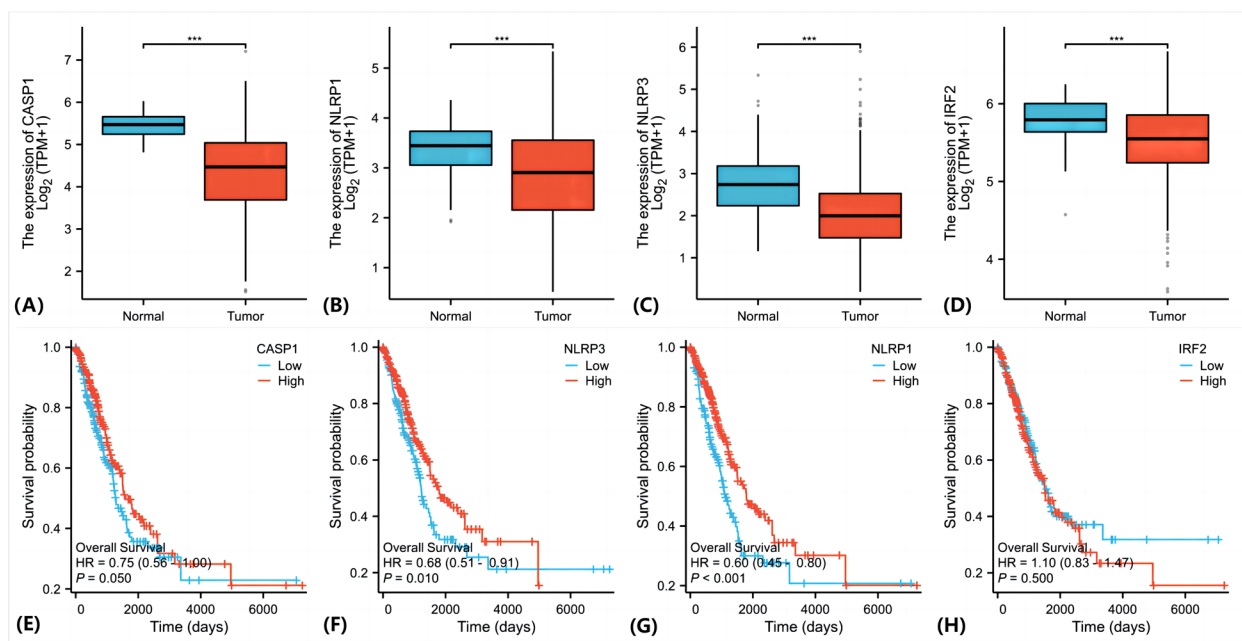 ***
The expression of CASP1
Log2 (TPM+1)
7
6
5
4
3
2
Normal
Tumor
(A)
***
The expression of NLRP1
Log2 (TPM+1)
5
4
3
2
1
Normal
Tumor
(B)
***
The expression of NLRP3
Log2 (TPM+1)
6
5
4
3
2
1
Normal
Tumor
(C)
***
The expression of IRF2
Log2 (TPM+1)
6
5
4
Normal
Tumor
(D)
CASP1
Low
High
Survival probability
1.0
0.8
0.6
0.4
0.2
Overall Survival
HR = 0.75 (0.56 - 1.00)
P = 0.050
0
2000
4000
6000
Time (days)
(E)
NLRP3
Low
High
Survival probability
1.0
0.8
0.6
0.4
0.2
Overall Survival
HR = 0.68 (0.51 - 0.91)
P = 0.010
0
2000
4000
6000
Time (days)
(F)
NLRP1
Low
High
Survival probability
1.0
0.8
0.6
0.4
0.2
Overall Survival
HR = 0.60 (0.45 - 0.80)
P < 0.001
0
2000
4000
6000
Time (days)
(G)
IRF2
Low
High
Survival probability
1.0
0.8
0.6
0.4
0.2
Overall Survival
HR = 1.10 (0.83 - 1.47)
P = 0.500
0
2000
4000
6000
Time (days)
(H)